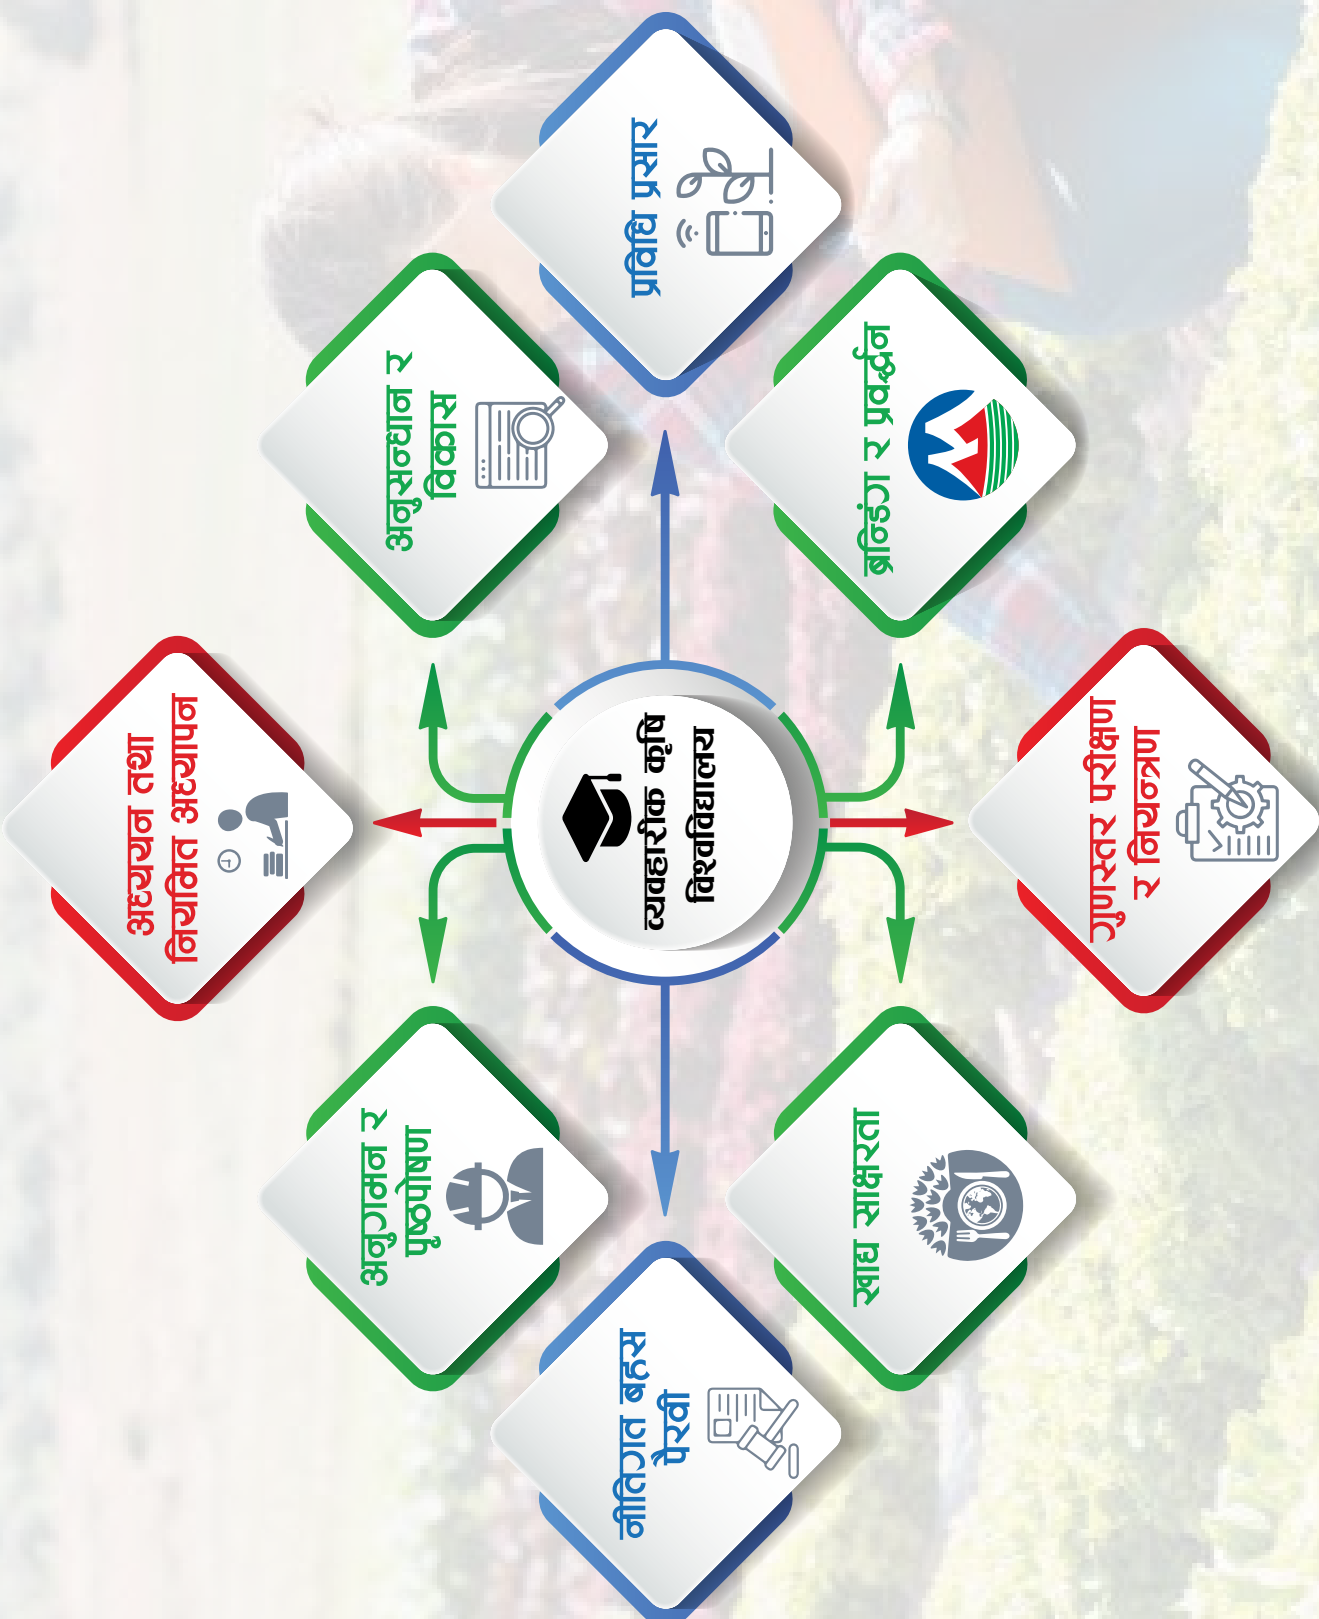 अध्ययन तथा
नियमित अध्यापन
अनुगमन र
पृष्ठपोषण
अनुसन्धान र
विकास
नीतिगत बहस
पैरवी
व्यवहारीक कृषि
विश्वविद्यालय
प्रविधि प्रसार
खाद्य साक्षरता
ब्रन्डिंग र प्रवर्द्धन
गुणस्तर परीक्षण
र नियन्त्रण